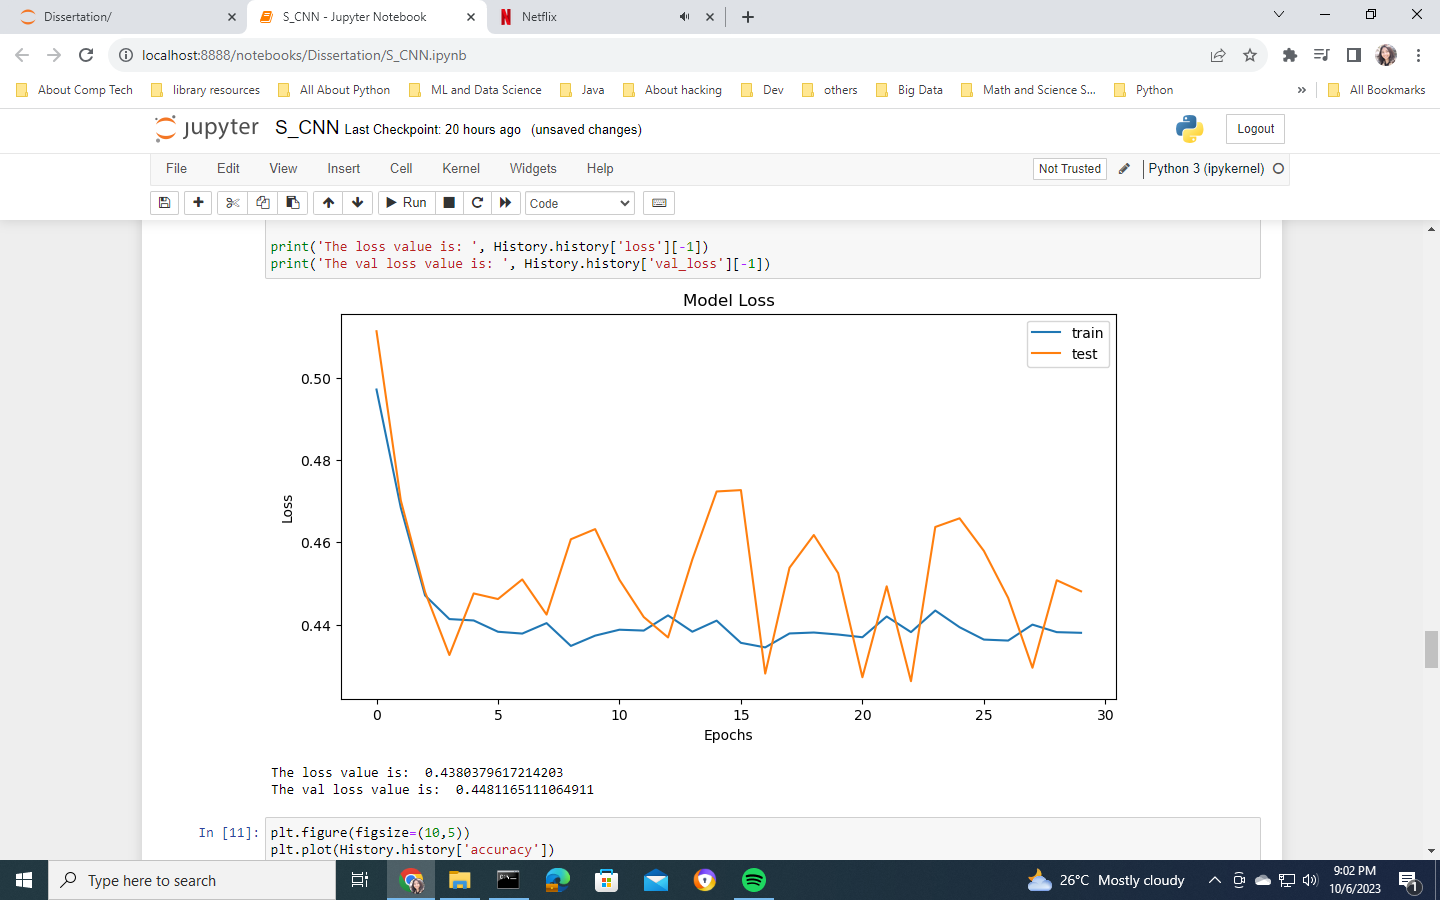 Dissertation/
S_CNN - Jupyter Notebook
Netflix
localhost:8888/notebooks/Dissertation/S_CNN.ipynb
About Comp Tech
library resources
All About Python
ML and Data Science
Java
About hacking
Dev
others
Big Data
Math and Science S...
Python
»
All Bookmarks
jupyter
S_CNN Last Checkpoint: 20 hours ago (unsaved changes)
Logout
File
Edit
View
Insert
Cell
Kernel
Widgets
Help
Not Trusted
Python 3 (ipykernel)
Run
Code
print('The loss value is: ', History.history['loss'][-1])
print('The val loss value is: ', History.history['val_loss'][-1])
Model Loss
train
test
0.50
0.48
0.46
0.44
Loss
0
5
10
15
20
25
30
Epochs
The loss value is:  0.4380379617214203
The val loss value is:  0.4481165111064911
In [11]:
plt.figure(figsize=(10,5))
plt.plot(History.history['accuracy'])
Type here to search
26°C Mostly cloudy
9:02 PM
10/6/2023
1